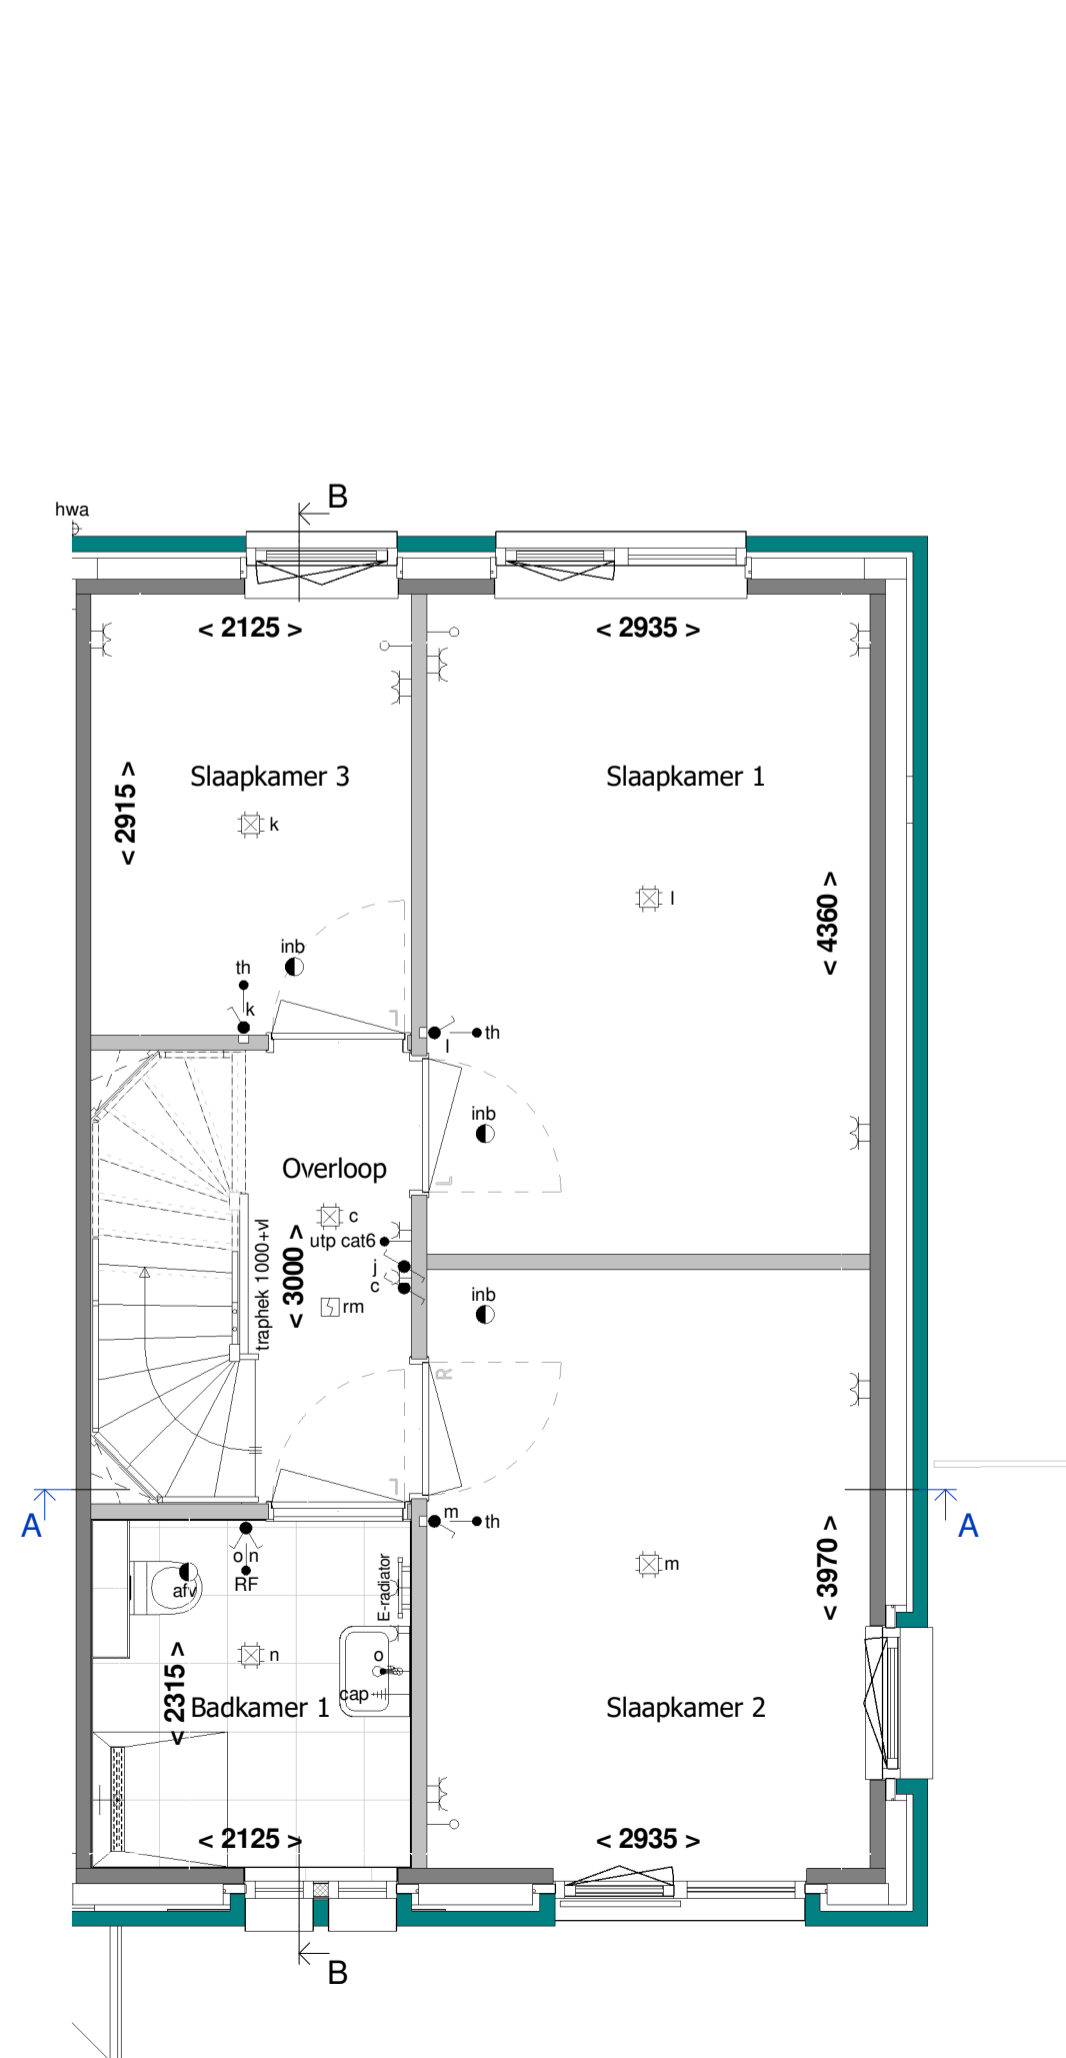 B
hwa
< 2125 >
< 2935 >
Slaapkamer 3
Slaapkamer 1
< 2915 >
k
l
< 4360 >
inb
th
k
L
th
l
inb
L
Overloop
c
utp cat6
j
c
traphek 1000+vl
< 3000 >
rm
inb
R
L
A
A
m
th
o n
RF
afv
E-radiator
m
< 3970 >
n
o
cap
< 2315 >
Badkamer 1
Slaapkamer 2
< 2125 >
< 2935 >
B